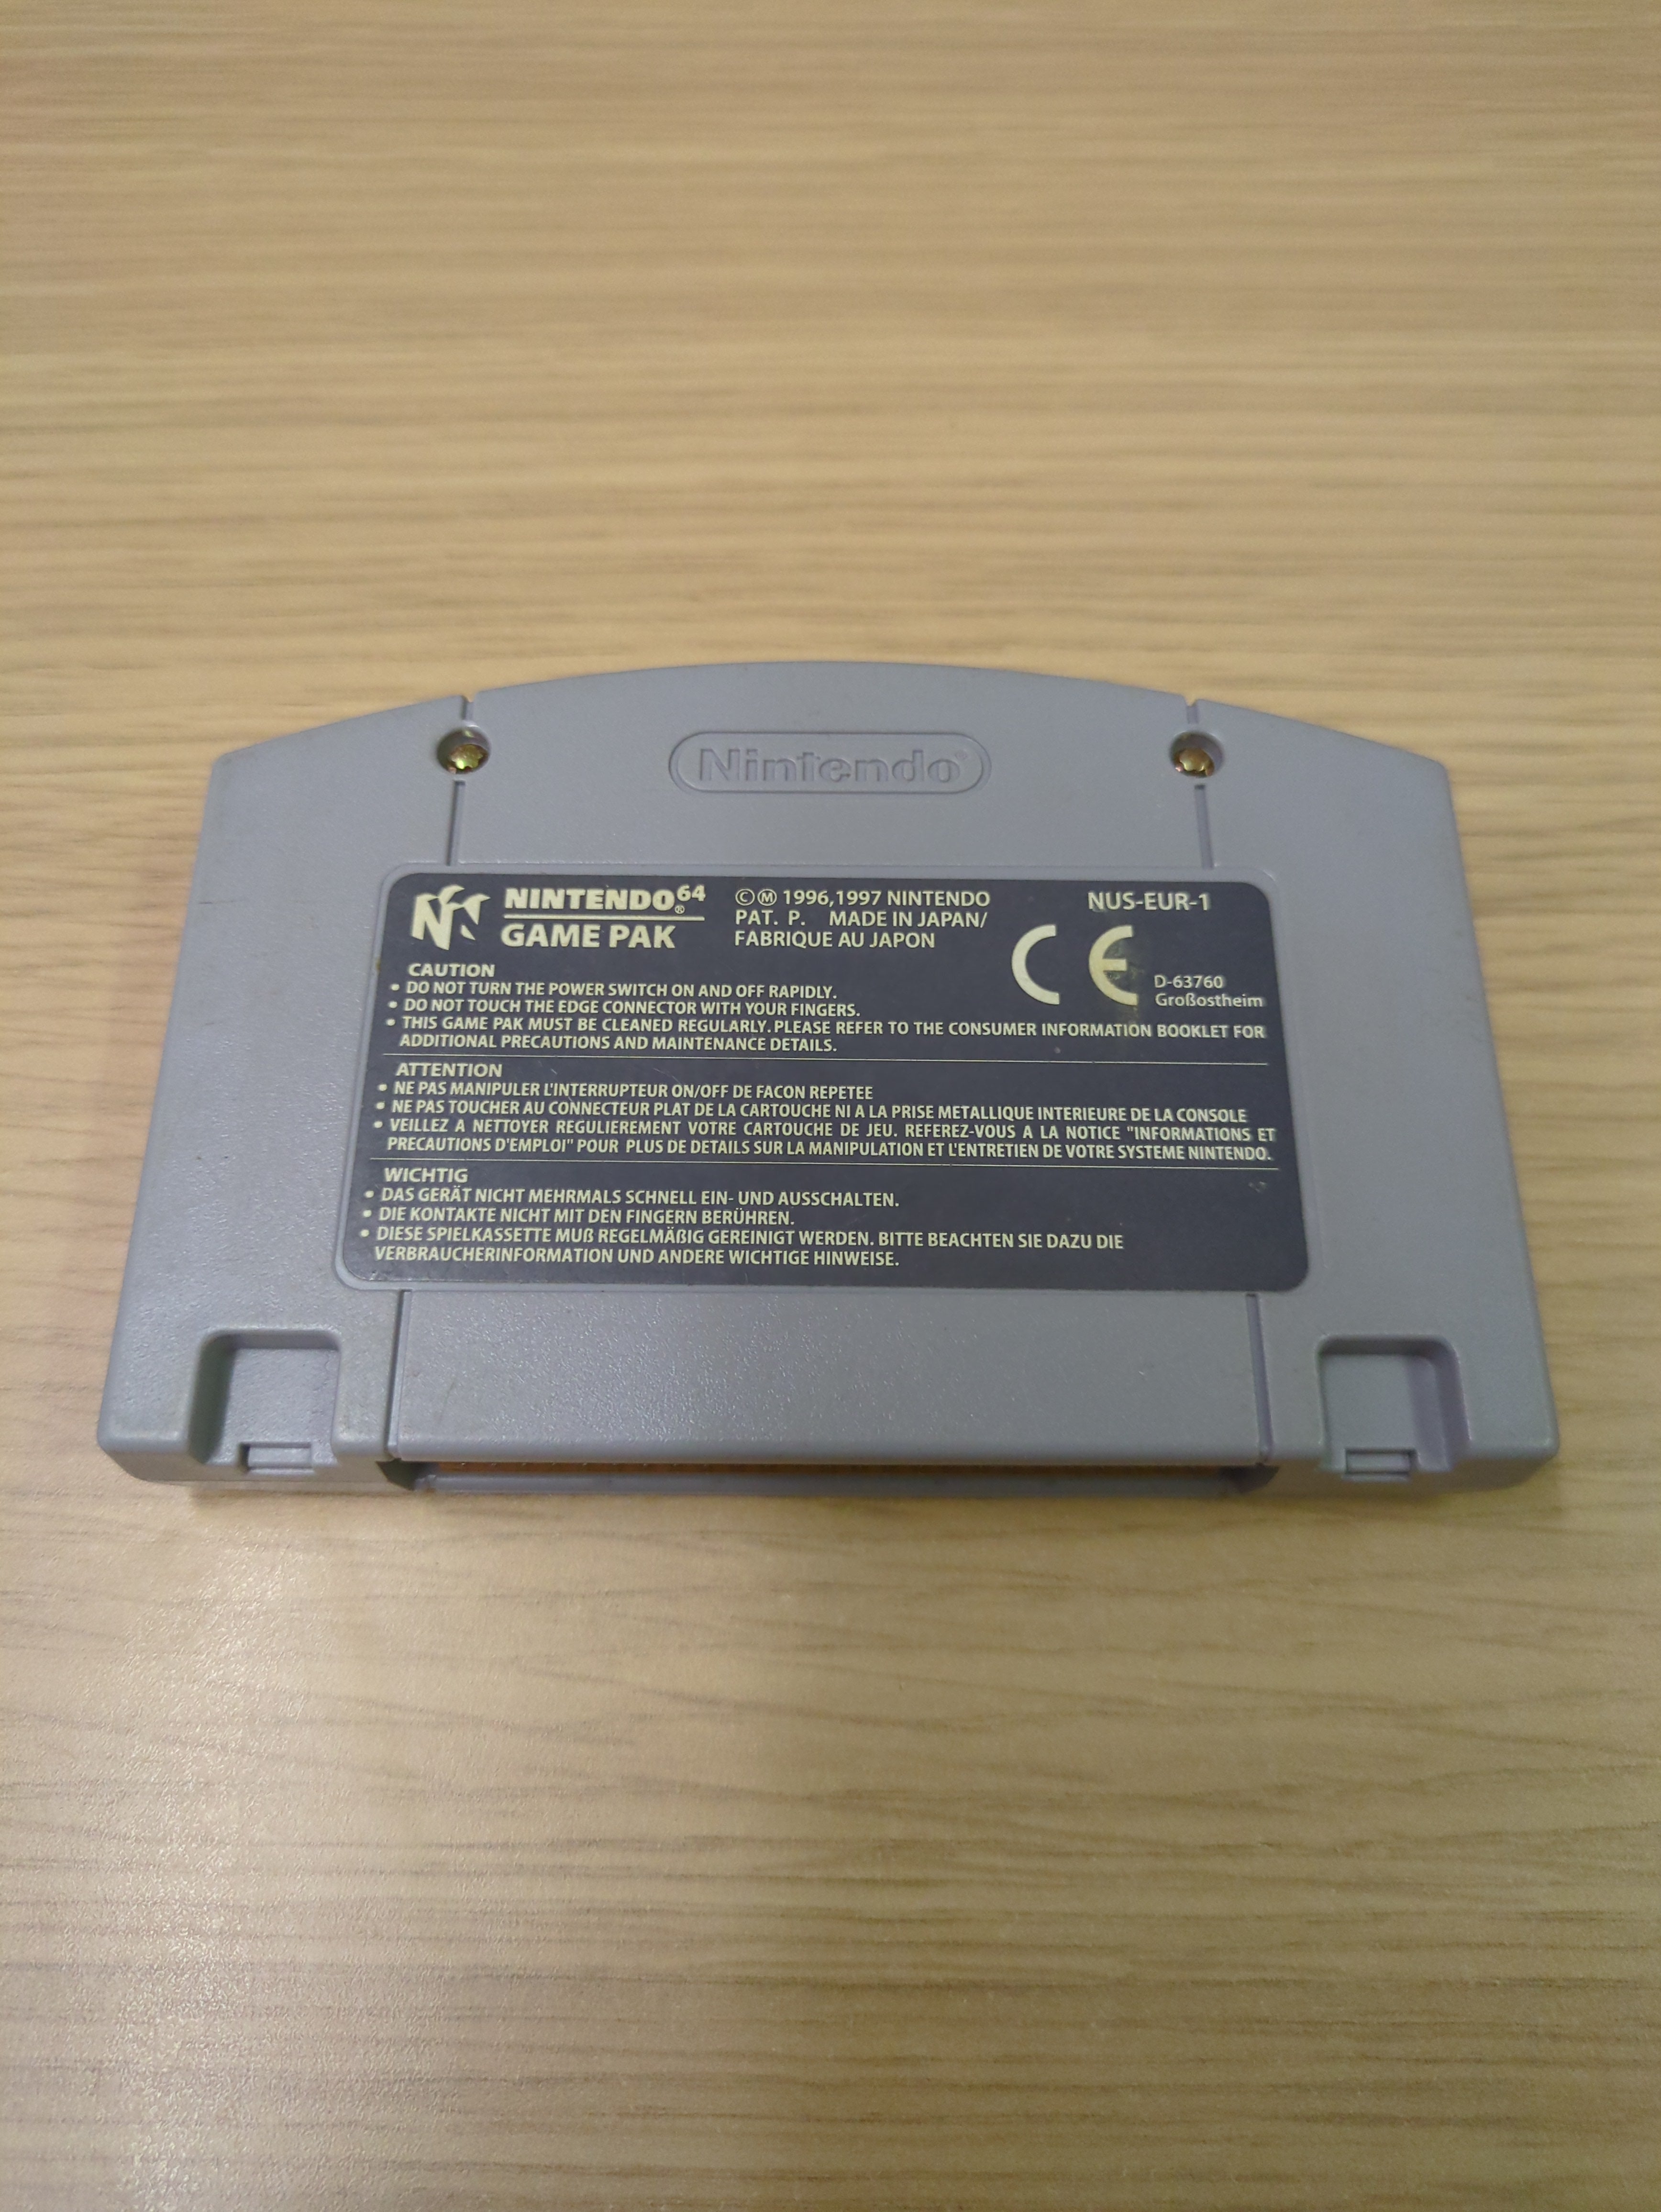 Nintendo®
NINTENDO⁶⁴®
GAME PAK
ⒸⓂ 1996,1997 NINTENDO
PAT. P. MADE IN JAPAN/
FABRIQUE AU JAPON
NUS-EUR-1
CE
D-63760
Großostheim
CAUTION
• DO NOT TURN THE POWER SWITCH ON AND OFF RAPIDLY.
• DO NOT TOUCH THE EDGE CONNECTOR WITH YOUR FINGERS.
• THIS GAME PAK MUST BE CLEANED REGULARLY. PLEASE REFER TO THE CONSUMER INFORMATION BOOKLET FOR
ADDITIONAL PRECAUTIONS AND MAINTENANCE DETAILS.
ATTENTION
• NE PAS MANIPULER L'INTERRUPTEUR ON/OFF DE FACON REPETEE
• NE PAS TOUCHER AU CONNECTEUR PLAT DE LA CARTOUCHE NI A LA PRISE METALLIQUE INTERIEURE DE LA CONSOLE
• VEILLEZ A NETTOYER REGULIEREMENT VOTRE CARTOUCHE DE JEU. REFEREZ-VOUS A LA NOTICE "INFORMATIONS ET
PRECAUTIONS D'EMPLOI" POUR PLUS DE DETAILS SUR LA MANIPULATION ET L'ENTRETIEN DE VOTRE SYSTEME NINTENDO.
WICHTIG
• DAS GERÄT NICHT MEHRMALS SCHNELL EIN- UND AUSSCHALTEN.
• DIE KONTAKTE NICHT MIT DEN FINGERN BERÜHREN.
• DIESE SPIELKASSETTE MUß REGELMÄßIG GEREINIGT WERDEN. BITTE BEACHTEN SIE DAZU DIE
VERBRAUCHERINFORMATION UND ANDERE WICHTIGE HINWEISE.